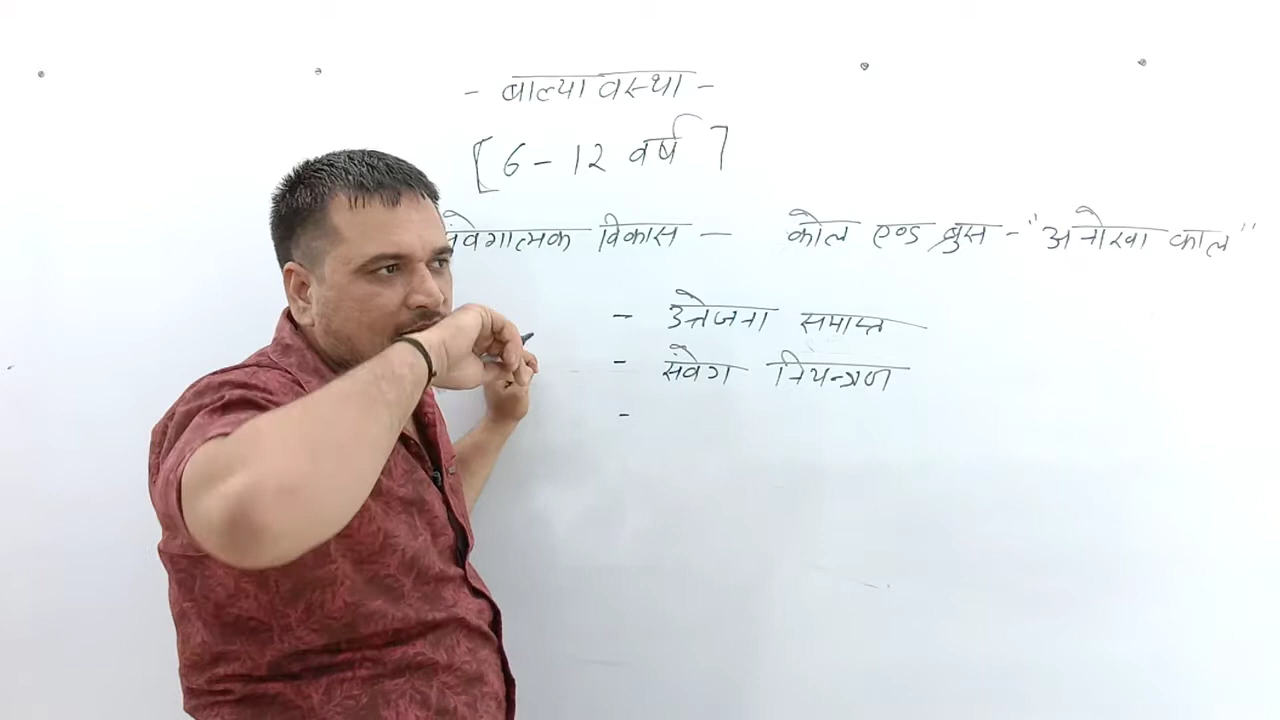 - बाल्यावस्था -
[6 - 12 वर्ष]
संवेगात्मक विकास - कोल एण्ड ब्रुस - "अनोखा काल"
- उत्तेजना समाप्त
- संवेग नियन्त्रण
-